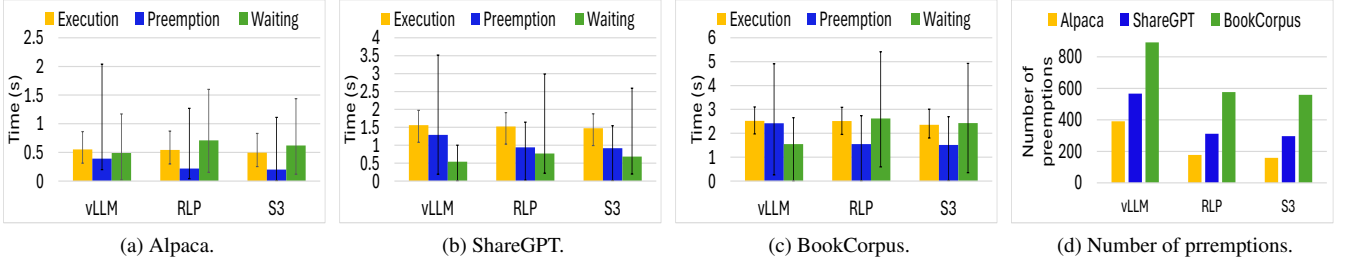 Execution Preemption Waiting
Time (s)
2.5
2
1.5
1
0.5
0
vLLM RLP S3
(a) Alpaca.
Execution Preemption Waiting
Time (s)
4
3.5
3
2.5
2
1.5
1
0.5
0
vLLM RLP S3
(b) ShareGPT.
Execution Preemption Waiting
Time (s)
6
5
4
3
2
1
0
vLLM RLP S3
(c) BookCorpus.
Alpaca ShareGPT BookCorpus
Number of
preemptions
800
600
400
200
0
vLLM RLP S3
(d) Number of prremptions.